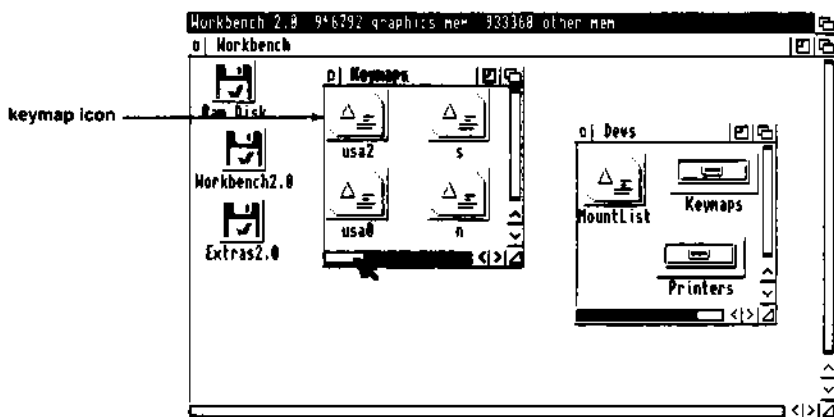 Workbench 2.0 946792 graphics mem 933368 other mem
Workbench
Keymaps
Devs
keymap icon
Ram Disk
usa2
s
MountList
Keymaps
Workbench2.0
usa0
n
Extras2.0
Printers